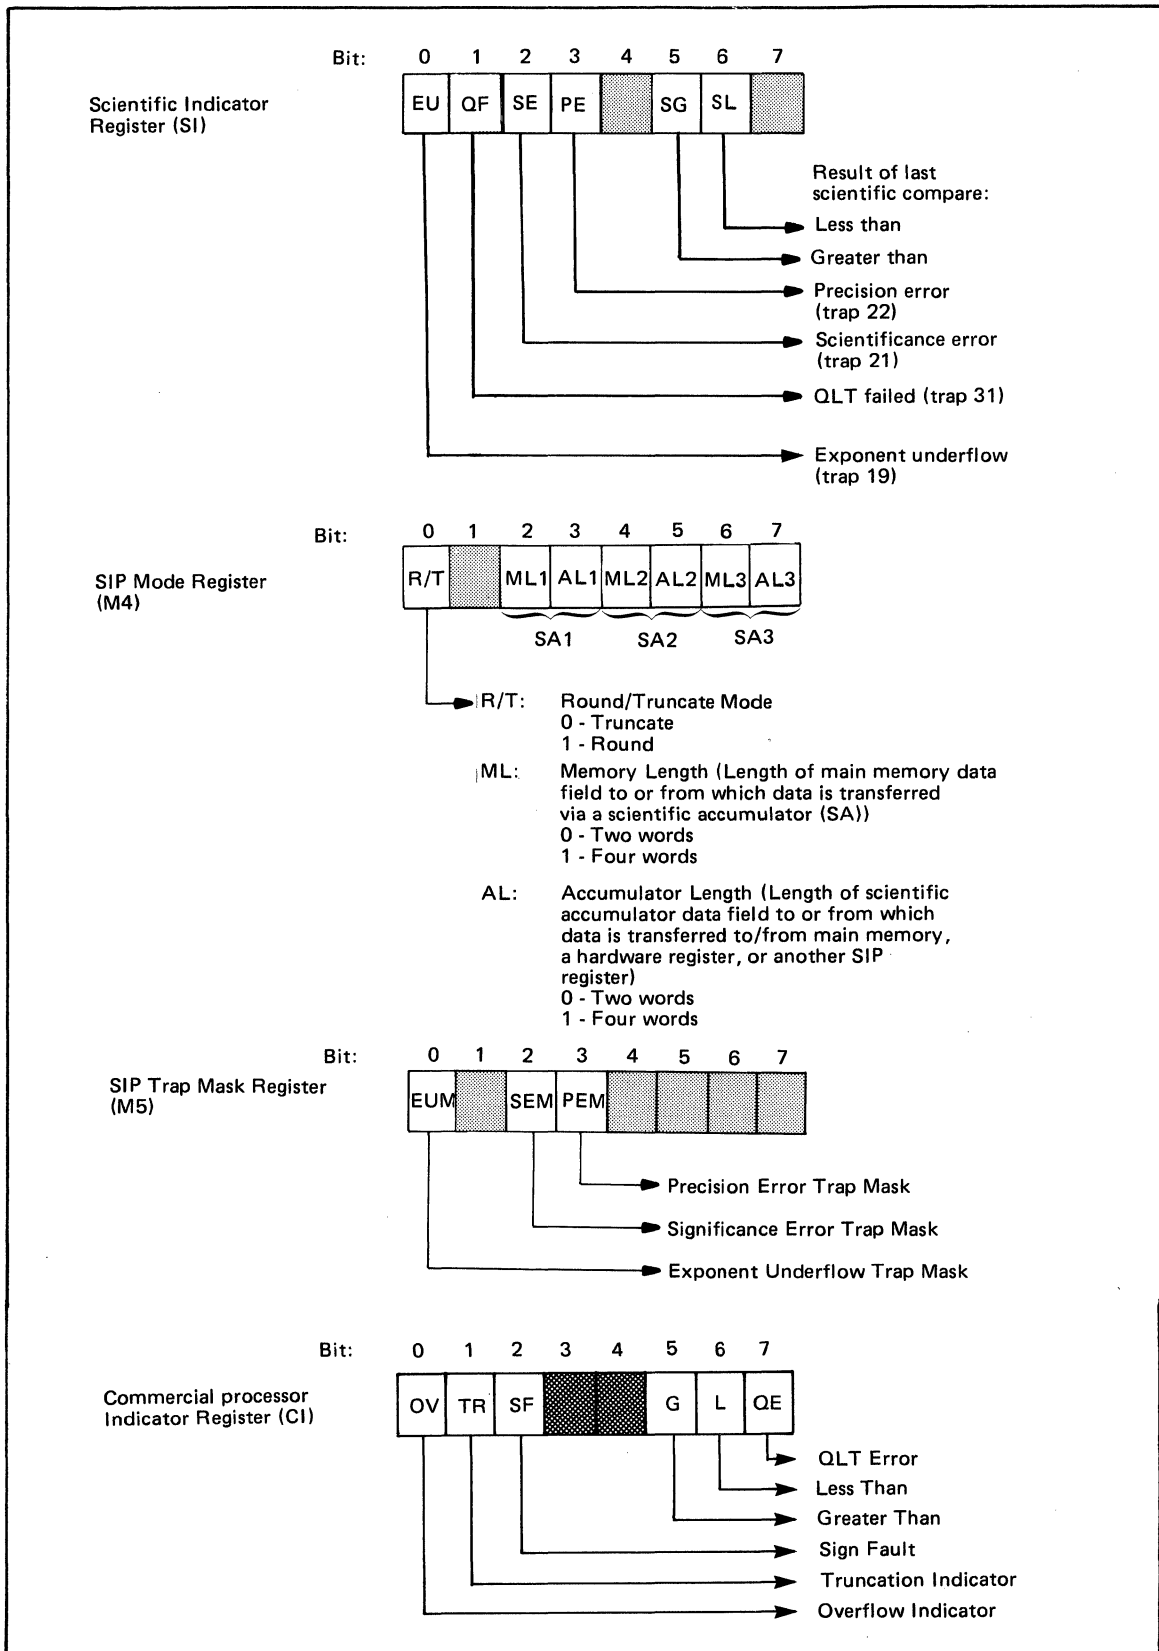 Bit: 0 1 2 3 4 5 6 7
Scientific Indicator
Register (SI)
EU QF SE PE SG SL
Result of last
scientific compare:
Less than
Greater than
Precision error
(trap 22)
Scientificance error
(trap 21)
QLT failed (trap 31)
Exponent underflow
(trap 19)
Bit: 0 1 2 3 4 5 6 7
SIP Mode Register
(M4)
R/T ML1 AL1 ML2 AL2 ML3 AL3
SA1 SA2 SA3
R/T: Round/Truncate Mode
0 - Truncate
1 - Round
ML: Memory Length (Length of main memory data
field to or from which data is transferred
via a scientific accumulator (SA))
0 - Two words
1 - Four words
AL: Accumulator Length (Length of scientific
accumulator data field to or from which
data is transferred to/from main memory,
a hardware register, or another SIP
register)
0 - Two words
1 - Four words
Bit: 0 1 2 3 4 5 6 7
SIP Trap Mask Register
(M5)
EUM SEM PEM
Precision Error Trap Mask
Significance Error Trap Mask
Exponent Underflow Trap Mask
Bit: 0 1 2 3 4 5 6 7
Commercial processor
Indicator Register (CI)
OV TR SF G L QE
QLT Error
Less Than
Greater Than
Sign Fault
Truncation Indicator
Overflow Indicator